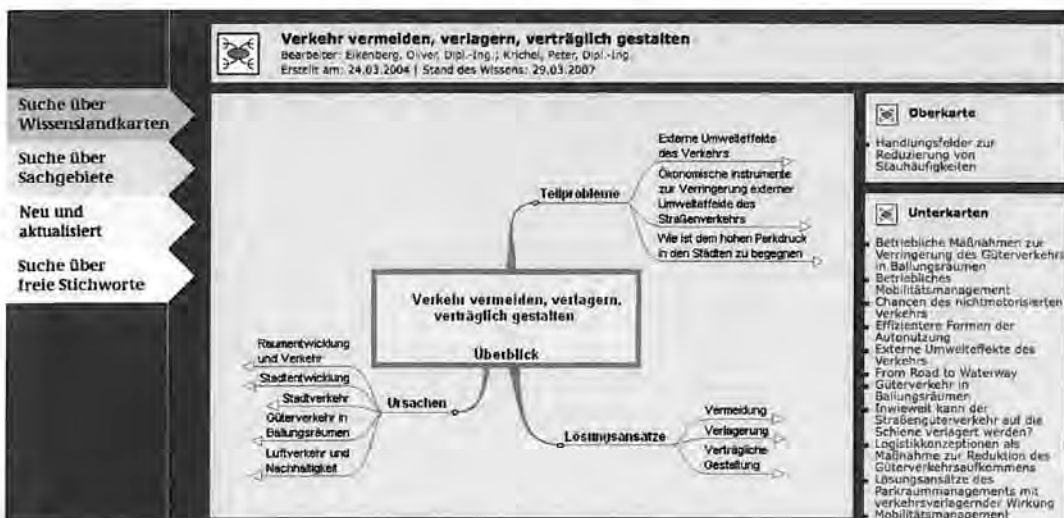 Verkehr vermeiden, verlagern, verträglich gestalten
Bearbeiter: Eikenberg, Oliver, Dipl.-Ing.; Krichel, Peter, Dipl.-Ing.
Erstellt am: 24.03.2004 | Stand des Wissens: 29.03.2007
Suche über
Wissenslandkarten
Suche über
Sachgebiete
Neu und
aktualisiert
Suche über
freie Stichworte
Teilprobleme
Externe Umwelteffekte
des Verkehrs
Ökonomische Instrumente
zur Verringerung externer
Umwelteffekte des
Straßenverkehrs
Wie ist dem hohen Parkdruck
in den Städten zu begegnen
Verkehr vermeiden, verlagern,
verträglich gestalten
Überblick
Ursachen
Raumentwicklung
und Verkehr
Stadtentwicklung
Stadtverkehr
Güterverkehr in
Ballungsräumen
Luftverkehr und
Nachhaltigkeit
Lösungsansätze
Vermeidung
Verlagerung
Verträgliche
Gestaltung
Oberkarte
Handlungsfelder zur
Reduzierung von
Stauhäufigkeiten
Unterkarten
Betriebliche Maßnahmen zur
Verringerung des Güterverkehrs
in Ballungsräumen
Betriebliches
Mobilitätsmanagement
Chancen des nichtmotorisierten
Verkehrs
Effizientere Formen der
Autonutzung
Externe Umwelteffekte des
Verkehrs
From Road to Waterway
Güterverkehr in
Ballungsräumen
Inwieweit kann der
Straßengüterverkehr auf die
Schiene verlagert werden?
Logistikkonzeptionen als
Maßnahme zur Reduktion des
Güterverkehrsaufkommens
Lösungsansätze des
Parkraummanagements mit
verkehrsverlagernder Wirkung
Mobilitätsmanagement